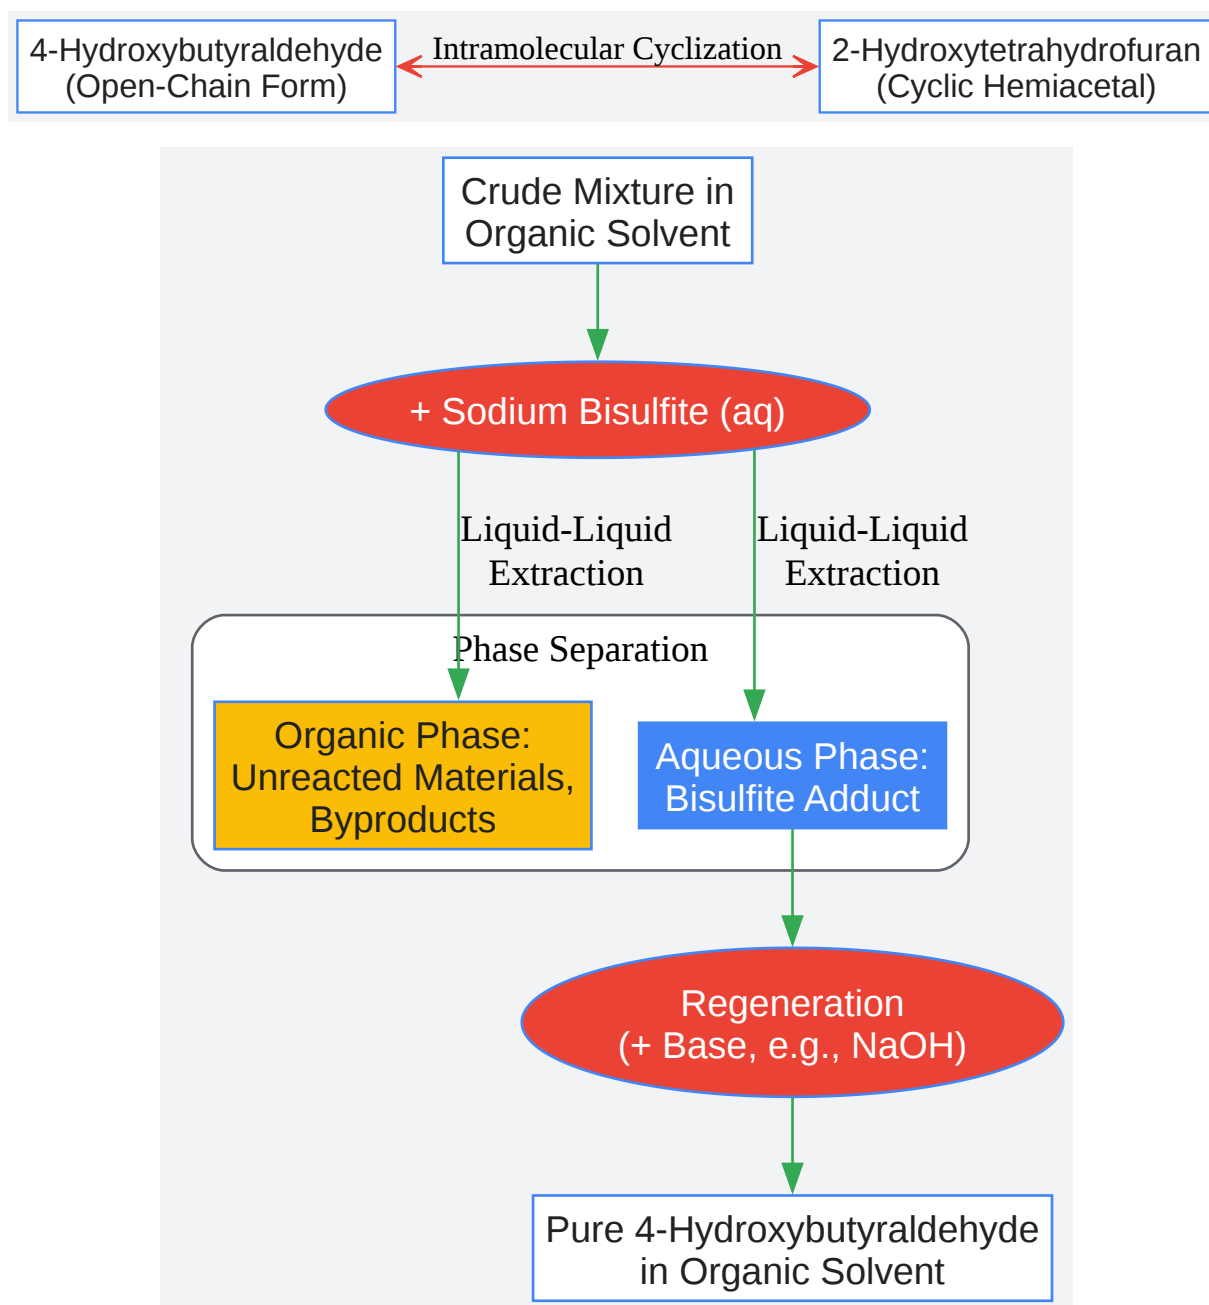 4-Hydroxybutyraldehyde
(Open-Chain Form)
Intramolecular Cyclization
2-Hydroxytetrahydrofuran
(Cyclic Hemiacetal)
Crude Mixture in
Organic Solvent
+ Sodium Bisulfite (aq)
Liquid-Liquid
Extraction
Liquid-Liquid
Extraction
Phase Separation
Organic Phase:
Unreacted Materials,
Byproducts
Aqueous Phase:
Bisulfite Adduct
Regeneration
(+ Base, e.g., NaOH)
Pure 4-Hydroxybutyraldehyde
in Organic Solvent